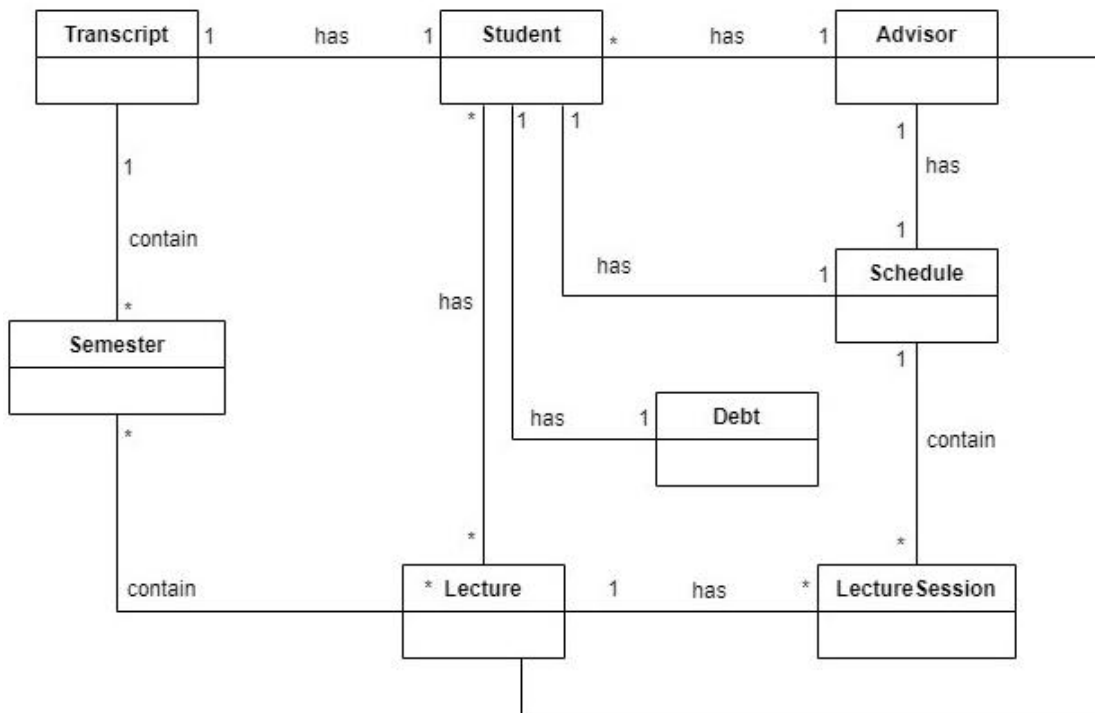 Transcript 1 has 1 Student * has 1 Advisor
* 1 1 1
1 has
contain 1
has 1 Schedule
* has
Semester 1
has 1 Debt
* contain
* *
contain * Lecture 1 has * LectureSession